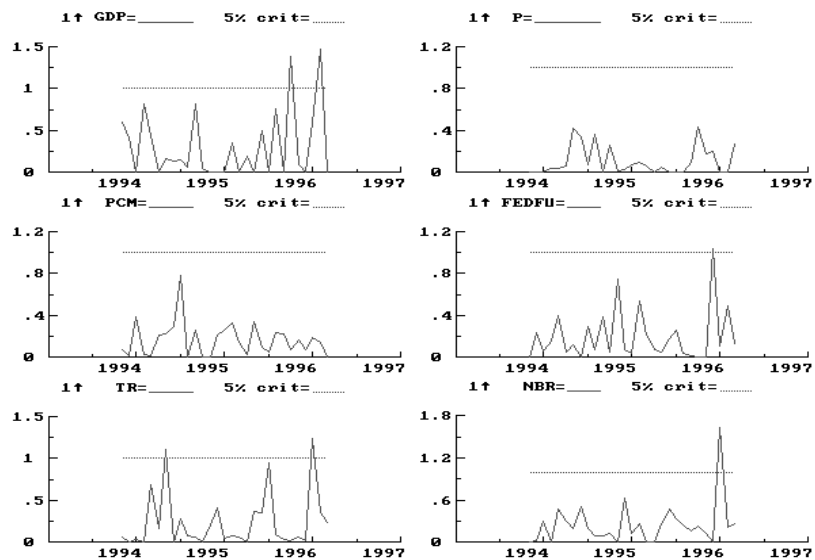 1↑ GDP=______ 5% crit=........ 1↑ P=______ 5% crit=........
1.5 1.2
1 .8
.5 .4
0 0
1994 1995 1996 1997 1994 1995 1996 1997
1↑ PCM=______ 5% crit=........ 1↑ FEDFU=______ 5% crit=........
1.2 1.2
.8 .8
.4 .4
0 0
1994 1995 1996 1997 1994 1995 1996 1997
1↑ TR=______ 5% crit=........ 1↑ NBR=______ 5% crit=........
1.5 1.8
1 1.2
.5 .6
0 0
1994 1995 1996 1997 1994 1995 1996 1997